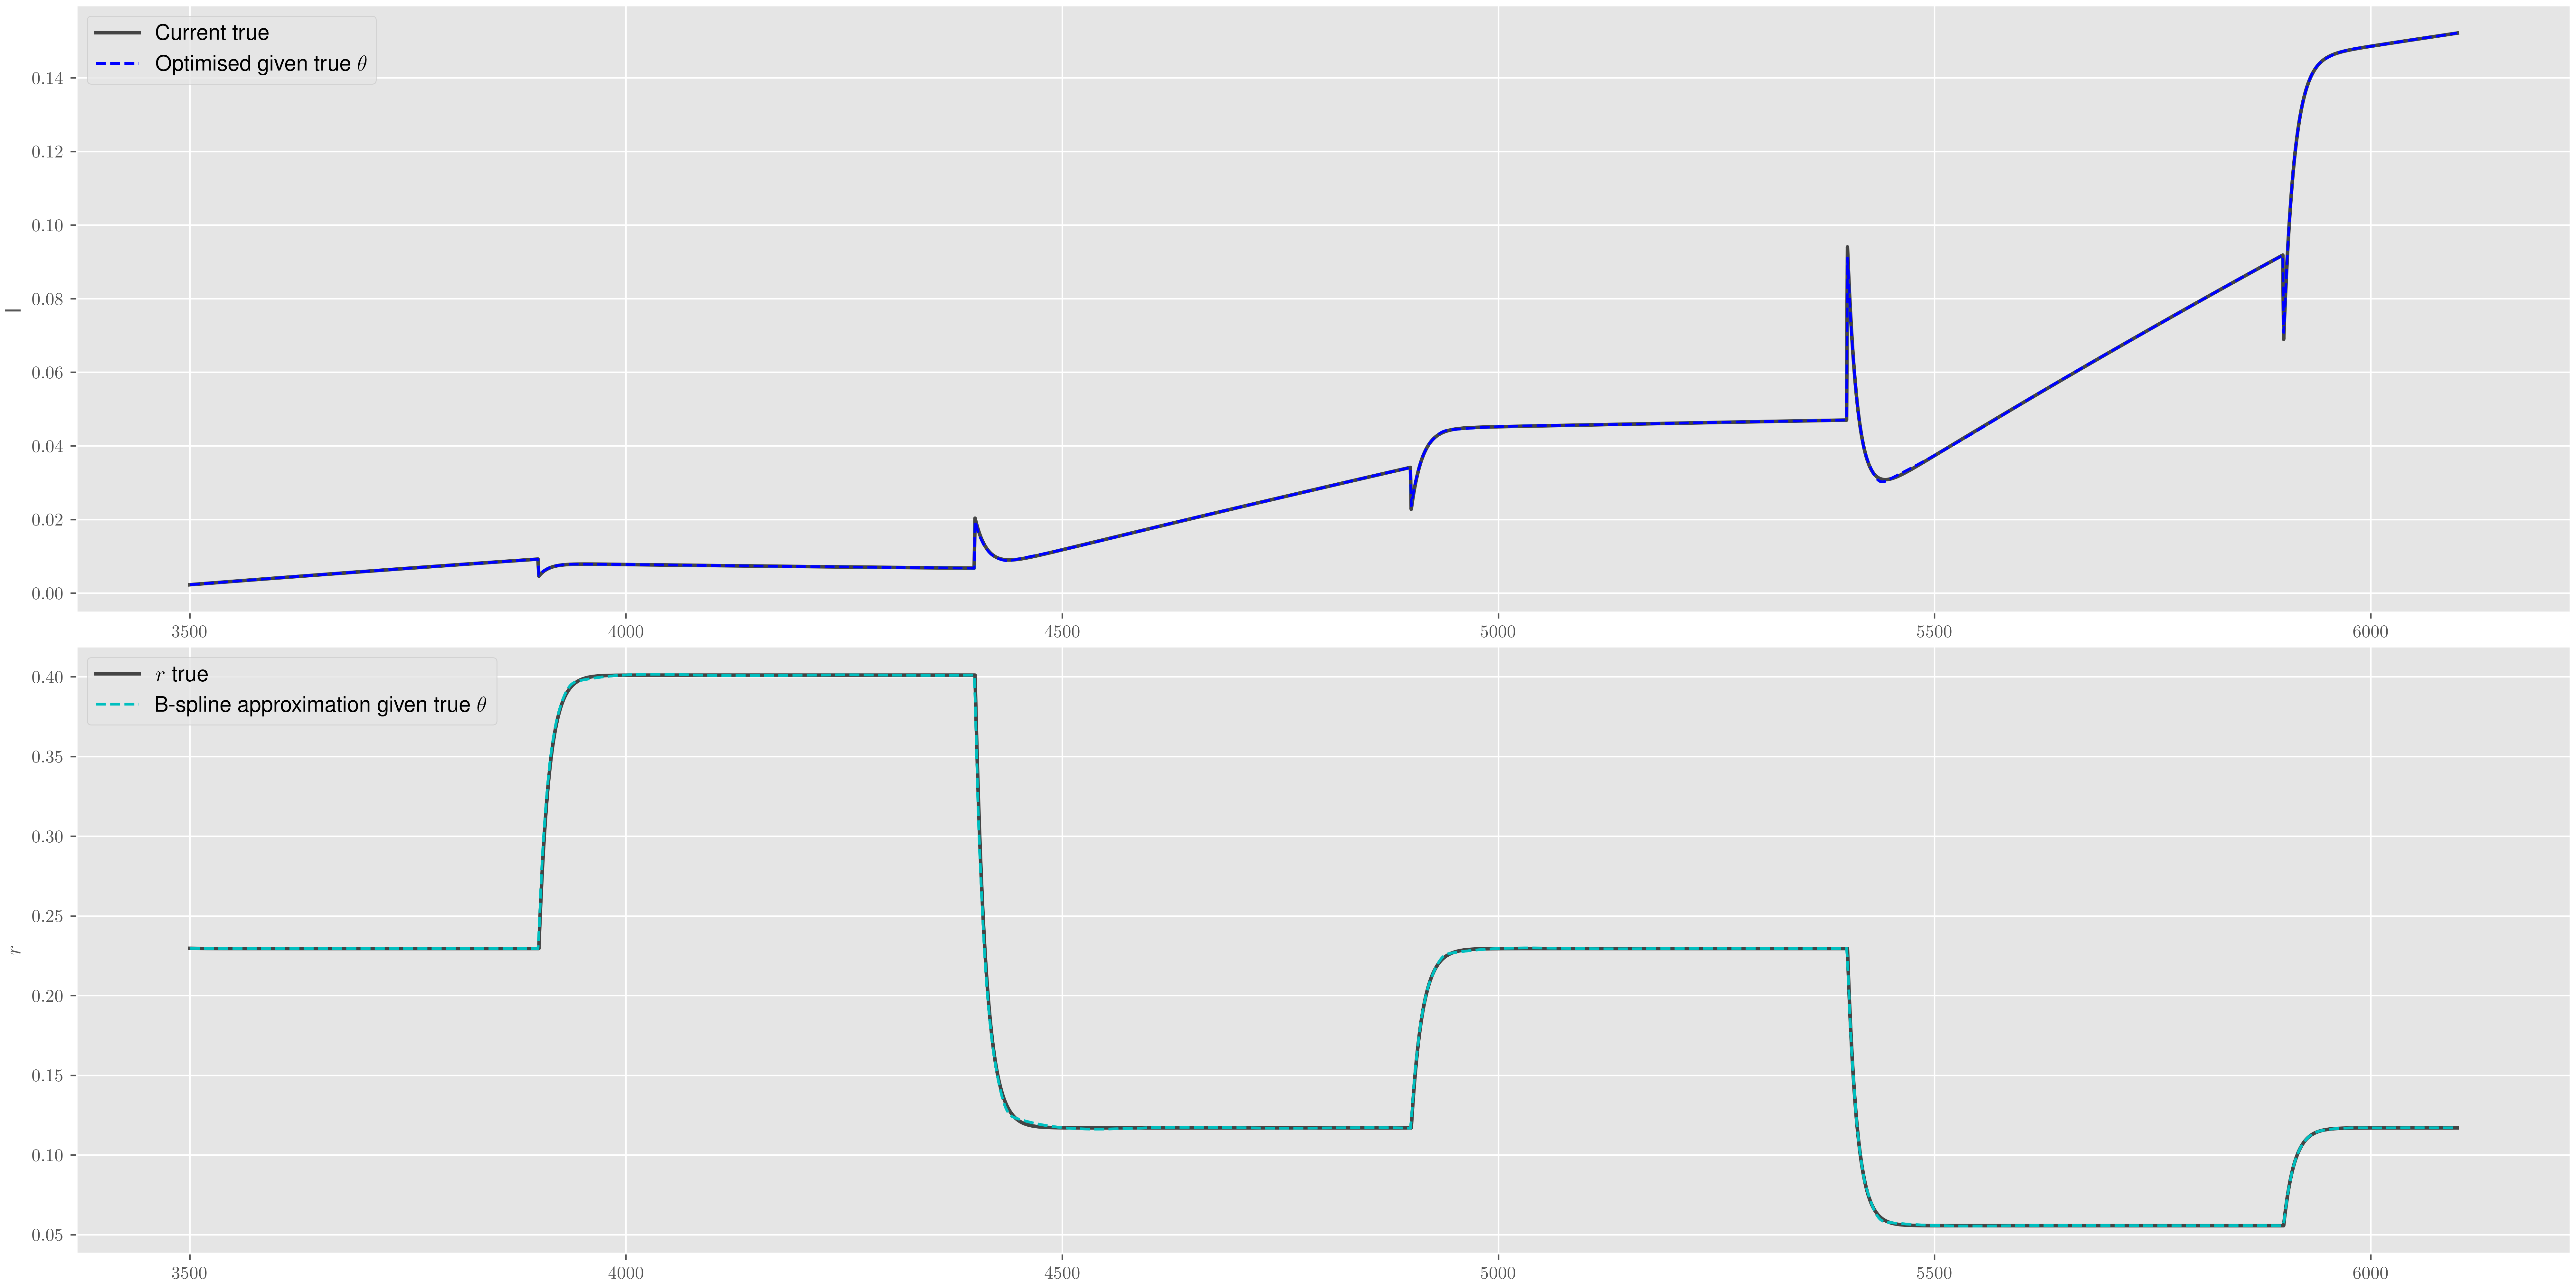 Current true
Optimised given true θ
0.14
0.12
0.10
0.08
0.06
0.04
0.02
0.00
I
3500 4000 4500 5000 5500 6000
r true
B-spline approximation given true θ
0.40
0.35
0.30
0.25
0.20
0.15
0.10
0.05
r
3500 4000 4500 5000 5500 6000